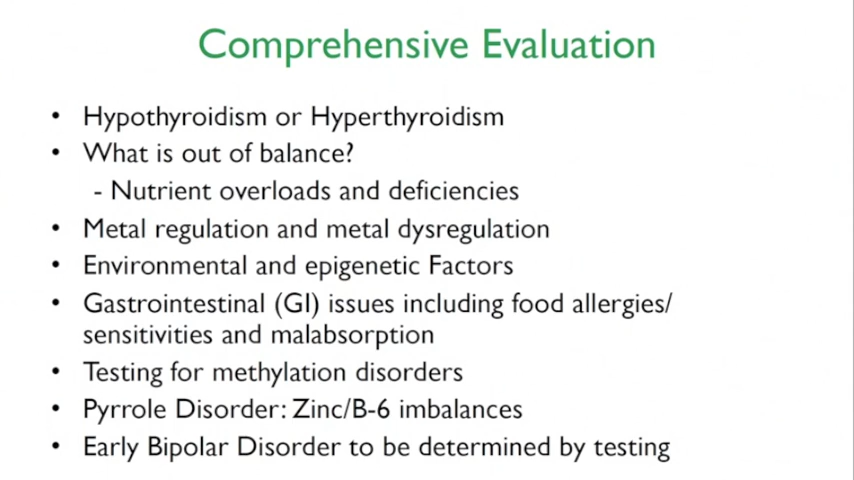 Comprehensive Evaluation
• Hypothyroidism or Hyperthyroidism
• What is out of balance?
- Nutrient overloads and deficiencies
• Metal regulation and metal dysregulation
• Environmental and epigenetic Factors
• Gastrointestinal (GI) issues including food allergies/
sensitivities and malabsorption
• Testing for methylation disorders
• Pyrrole Disorder: Zinc/B-6 imbalances
• Early Bipolar Disorder to be determined by testing